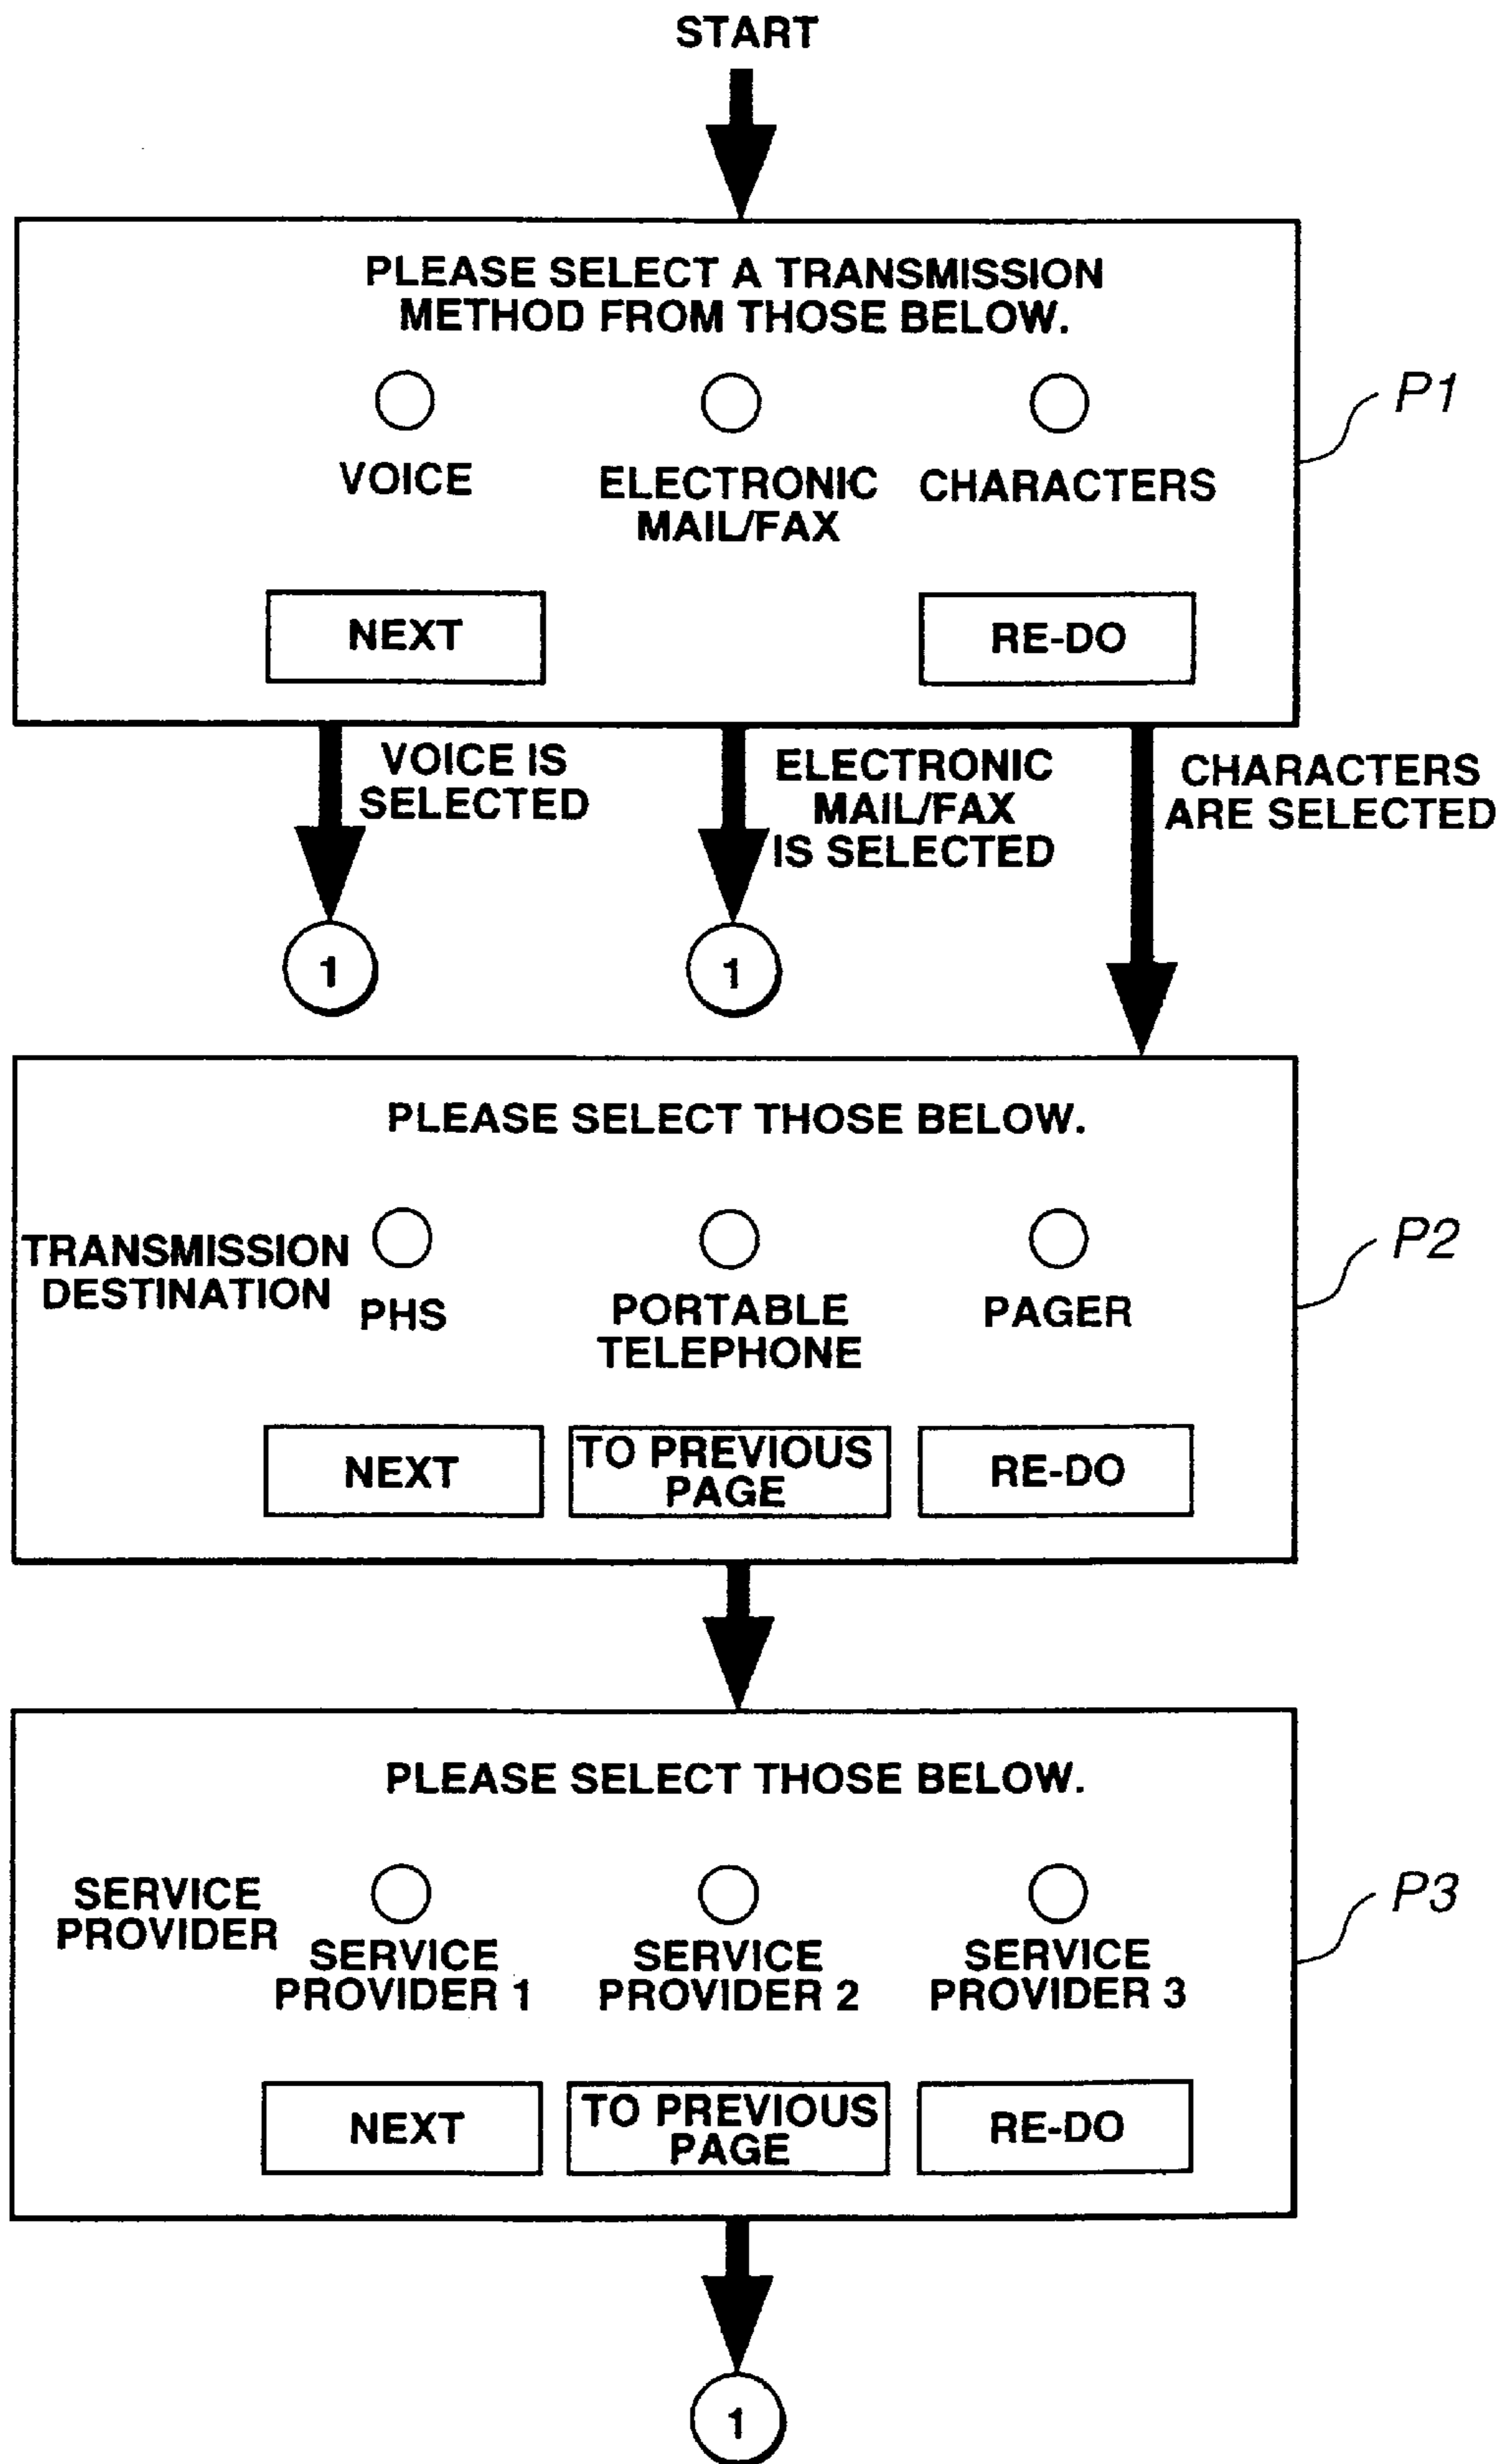 START
PLEASE SELECT A TRANSMISSION
METHOD FROM THOSE BELOW.
P1
VOICE
ELECTRONIC
MAIL/FAX
CHARACTERS
NEXT
RE-DO
VOICE IS
SELECTED
ELECTRONIC
MAIL/FAX
IS SELECTED
CHARACTERS
ARE SELECTED
1
1
PLEASE SELECT THOSE BELOW.
P2
TRANSMISSION
DESTINATION
PHS
PORTABLE
TELEPHONE
PAGER
NEXT
TO PREVIOUS
PAGE
RE-DO
PLEASE SELECT THOSE BELOW.
P3
SERVICE
PROVIDER
SERVICE
PROVIDER 1
SERVICE
PROVIDER 2
SERVICE
PROVIDER 3
NEXT
TO PREVIOUS
PAGE
RE-DO
1